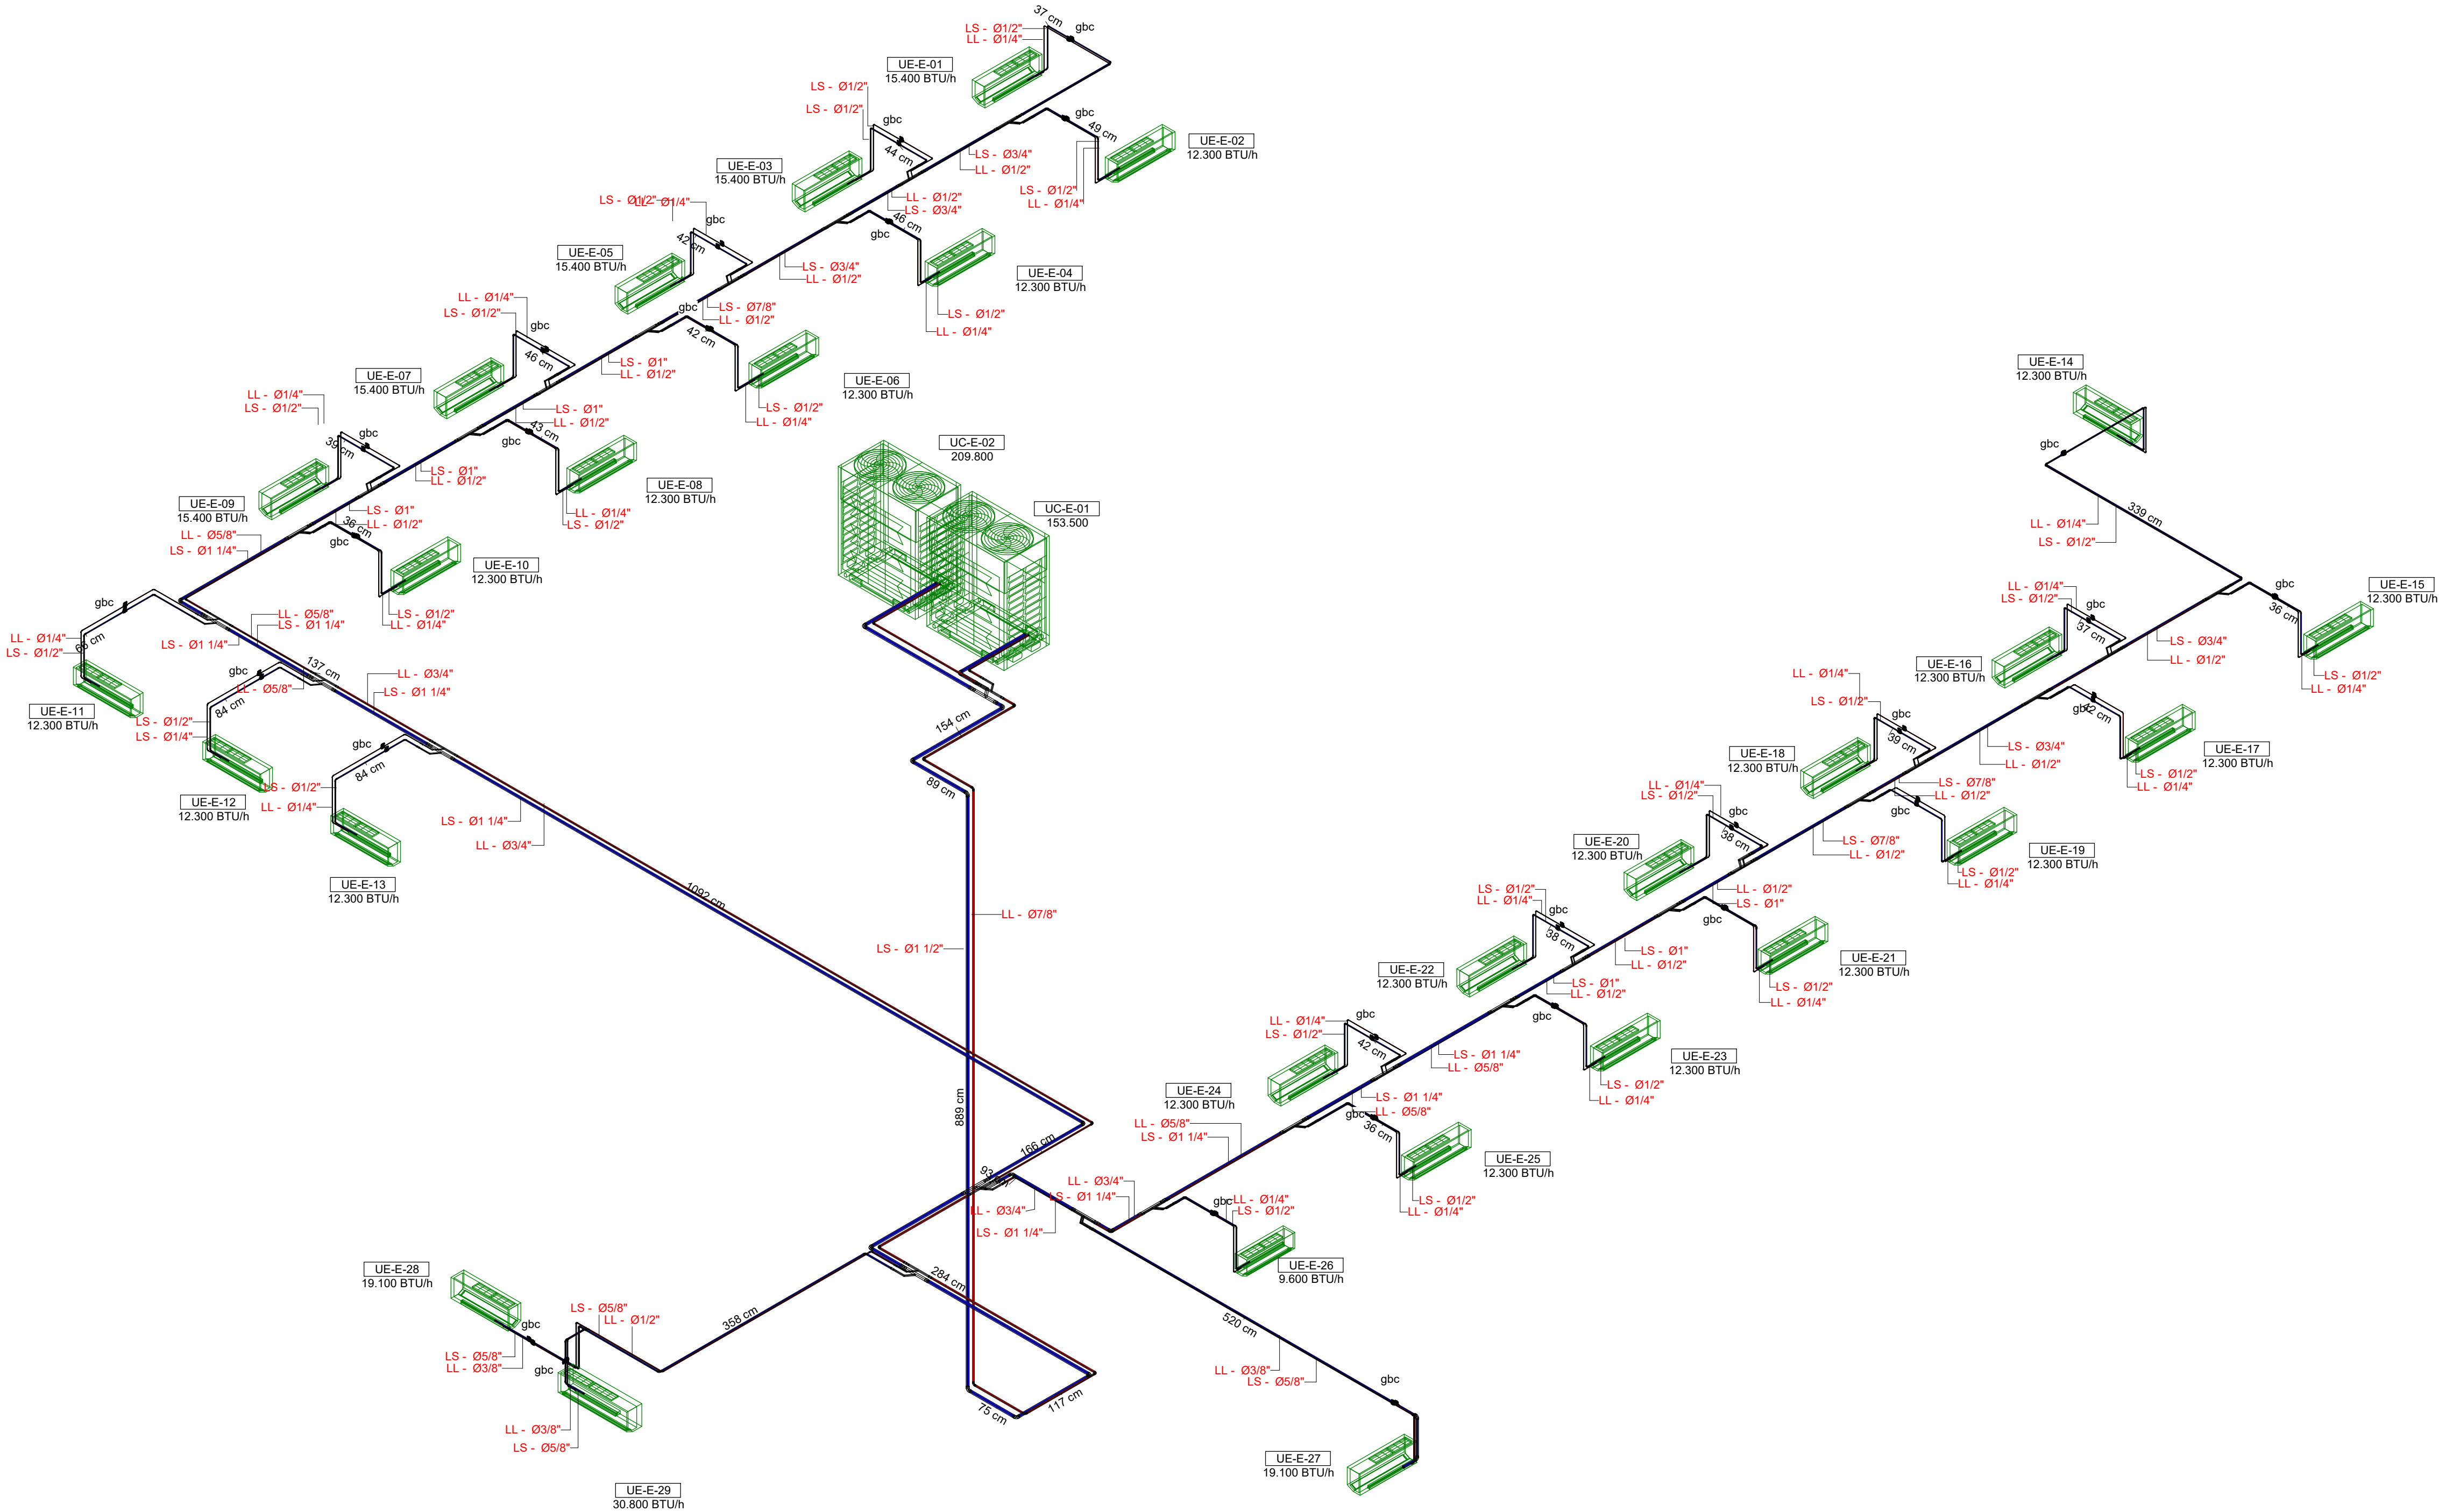 37 cm
gbc
LS - Ø1/2"
LL - Ø1/4"
UE-E-01
15.400 BTU/h
gbc
49 cm
UE-E-02
12.300 BTU/h
LS - Ø3/4"
LL - Ø1/2"
LS - Ø1/2"
LL - Ø1/4"
LS - Ø1/2"
LS - Ø1/2"
gbc
44 cm
UE-E-03
15.400 BTU/h
LL - Ø1/2"
LS - Ø3/4"
46 cm
gbc
UE-E-04
12.300 BTU/h
LS - Ø1/2"
LL - Ø1/4"
LS - Ø1/2"
LL - Ø1/4"
gbc
42 cm
UE-E-05
15.400 BTU/h
LS - Ø3/4"
LL - Ø1/2"
LS - Ø7/8"
LL - Ø1/2"
gbc
42 cm
UE-E-06
12.300 BTU/h
LS - Ø1/2"
LL - Ø1/4"
LL - Ø1/4"
LS - Ø1/2"
gbc
46 cm
UE-E-07
15.400 BTU/h
LS - Ø1"
LL - Ø1/2"
LS - Ø1"
LL - Ø1/2"
43 cm
gbc
UE-E-08
12.300 BTU/h
LL - Ø1/4"
LS - Ø1/2"
LL - Ø1/4"
LS - Ø1/2"
gbc
39 cm
UE-E-09
15.400 BTU/h
LS - Ø1"
LL - Ø1/2"
LS - Ø1"
LL - Ø1/2"
36 cm
gbc
UE-E-10
12.300 BTU/h
LS - Ø1/2"
LL - Ø1/4"
LL - Ø5/8"
LS - Ø1 1/4"
gbc
LL - Ø1/4"
LS - Ø1/2"
66 cm
UE-E-11
12.300 BTU/h
LL - Ø5/8"
LS - Ø1 1/4"
LS - Ø1 1/4"
137 cm
gbc
LL - Ø5/8"
84 cm
LS - Ø1/2"
LS - Ø1/4"
UE-E-12
12.300 BTU/h
LL - Ø3/4"
LS - Ø1 1/4"
gbc
84 cm
LS - Ø1/2"
LL - Ø1/4"
UE-E-13
12.300 BTU/h
LS - Ø1 1/4"
LL - Ø3/4"
1092 cm
UC-E-02
209.800
UC-E-01
153.500
154 cm
89 cm
LL - Ø7/8"
LS - Ø1 1/2"
889 cm
166 cm
LL - Ø3/4"
LS - Ø1 1/4"
284 cm
117 cm
75 cm
358 cm
UE-E-14
12.300 BTU/h
gbc
339 cm
LL - Ø1/4"
LS - Ø1/2"
gbc
36 cm
UE-E-15
12.300 BTU/h
LS - Ø1/2"
LL - Ø1/4"
LL - Ø1/4"
LS - Ø1/2"
gbc
37 cm
UE-E-16
12.300 BTU/h
LS - Ø3/4"
LL - Ø1/2"
gbc
42 cm
UE-E-17
12.300 BTU/h
LS - Ø1/2"
LL - Ø1/4"
LL - Ø1/4"
LS - Ø1/2"
gbc
39 cm
UE-E-18
12.300 BTU/h
LS - Ø3/4"
LL - Ø1/2"
LS - Ø7/8"
LL - Ø1/2"
gbc
UE-E-19
12.300 BTU/h
LS - Ø1/2"
LL - Ø1/4"
LL - Ø1/4"
LS - Ø1/2"
gbc
38 cm
UE-E-20
12.300 BTU/h
LS - Ø7/8"
LL - Ø1/2"
LL - Ø1/2"
LS - Ø1"
gbc
UE-E-21
12.300 BTU/h
LS - Ø1/2"
LL - Ø1/4"
LS - Ø1/2"
LL - Ø1/4"
gbc
38 cm
UE-E-22
12.300 BTU/h
LS - Ø1"
LL - Ø1/2"
LS - Ø1"
LL - Ø1/2"
gbc
UE-E-23
12.300 BTU/h
LS - Ø1/2"
LL - Ø1/4"
LL - Ø1/4"
LS - Ø1/2"
gbc
42 cm
UE-E-24
12.300 BTU/h
LS - Ø1 1/4"
LL - Ø5/8"
LS - Ø1 1/4"
LL - Ø5/8"
gbc
36 cm
UE-E-25
12.300 BTU/h
LS - Ø1/2"
LL - Ø1/4"
LL - Ø5/8"
LS - Ø1 1/4"
LL - Ø3/4"
LS - Ø1 1/4"
gbc
LL - Ø1/4"
LS - Ø1/2"
UE-E-26
9.600 BTU/h
520 cm
LL - Ø3/8"
LS - Ø5/8"
gbc
UE-E-27
19.100 BTU/h
UE-E-28
19.100 BTU/h
LS - Ø5/8"
LL - Ø1/2"
gbc
LS - Ø5/8"
LL - Ø3/8"
gbc
LL - Ø3/8"
LS - Ø5/8"
UE-E-29
30.800 BTU/h